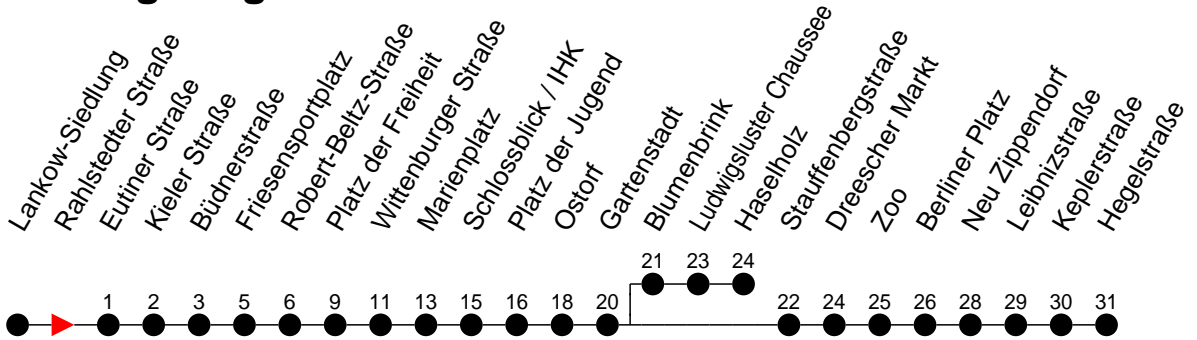 Lankow-Siedlung
Rahlstedter Straße
Eutiner Straße
Kieler Straße
Büdnerstraße
Friesensportplatz
Robert-Beltz-Straße
Platz der Freiheit
Wittenburger Straße
Marienplatz
Schlossblick / IHK
Platz der Jugend
Ostorf
Gartenstadt
Blumenbrink
Ludwigsluster Chaussee
Haselholz
Stauffenbergstraße
Dreescher Markt
Zoo
Berliner Platz
Neu Zippendorf
Leibnizstraße
Keplerstraße
Hegelstraße
21 23 24
1 2 3 5 6 9 11 13 15 16 18 20 22 24 25 26 28 29 30 31